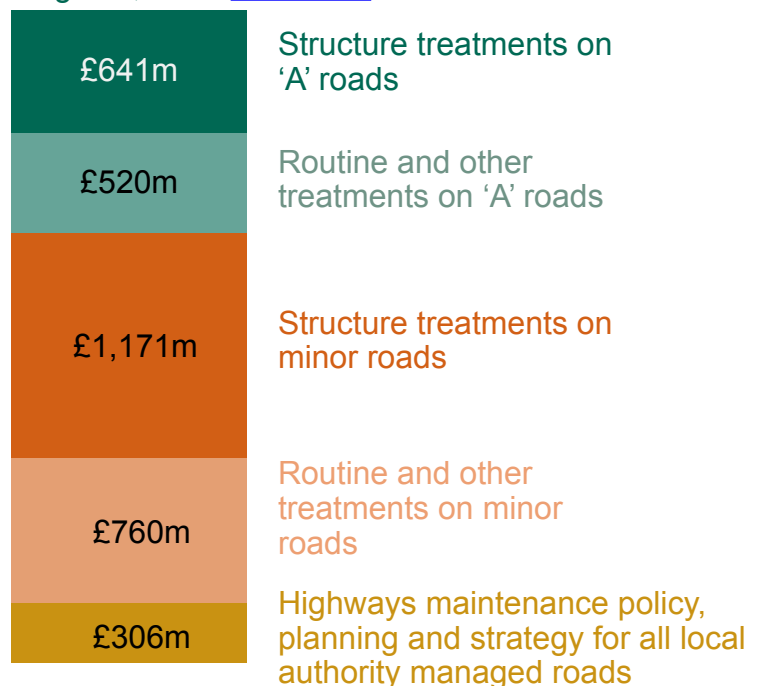 £641m
Structure treatments on
‘A’ roads
£520m
Routine and other
treatments on ‘A’ roads
£1,171m
Structure treatments on
minor roads
£760m
Routine and other
treatments on minor
roads
£306m
Highways maintenance policy,
planning and strategy for all local
authority managed roads